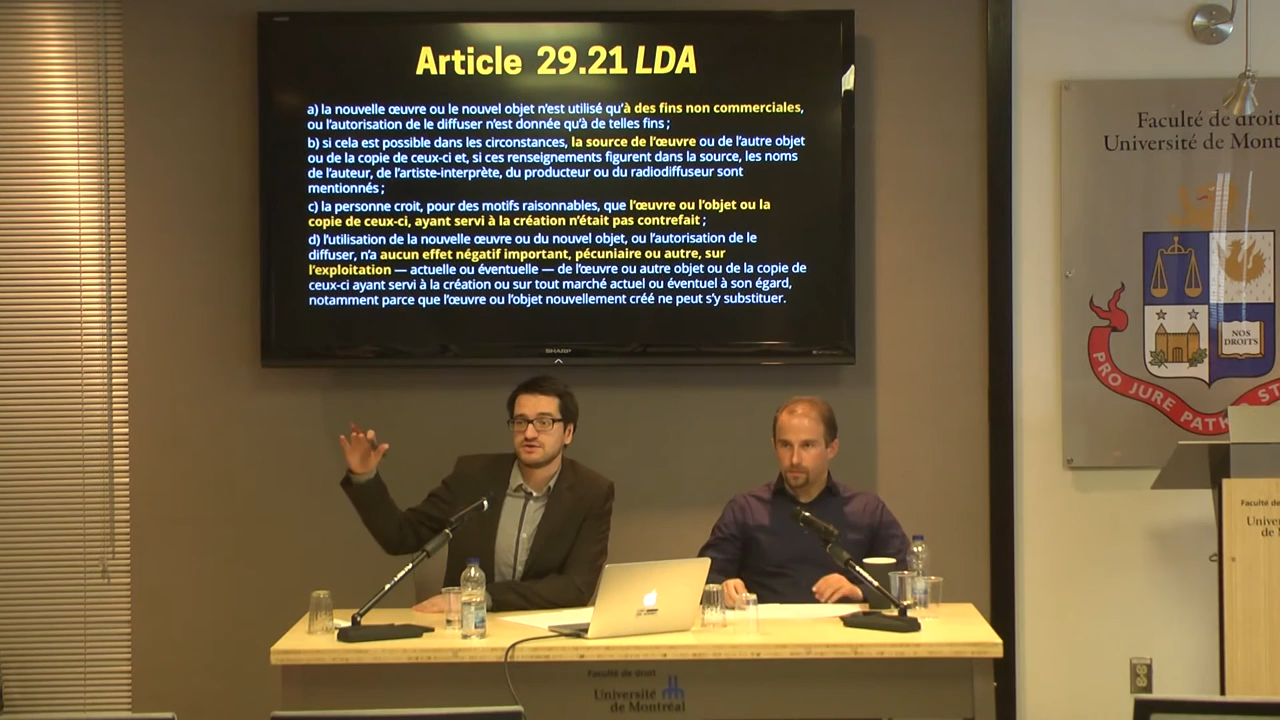 Article 29.21 LDA
a) la nouvelle œuvre ou le nouvel objet n'est utilisé qu'à des fins non commerciales,
ou l'autorisation de le diffuser n'est donnée qu'à de telles fins ;
b) si cela est possible dans les circonstances, la source de l'œuvre ou de l'autre objet
ou de la copie de ceux-ci et, si ces renseignements figurent dans la source, les noms
de l'auteur, de l'artiste-interprète, du producteur ou du radiodiffuseur sont
mentionnés ;
c) la personne croit, pour des motifs raisonnables, que l'œuvre ou l'objet ou la
copie de ceux-ci, ayant servi à la création n'était pas contrefait ;
d) l'utilisation de la nouvelle œuvre ou du nouvel objet, ou l'autorisation de le
diffuser, n'a aucun effet négatif important, pécuniaire ou autre, sur
l'exploitation — actuelle ou éventuelle — de l'œuvre ou autre objet ou de la copie de
ceux-ci ayant servi à la création ou sur tout marché actuel ou éventuel à son égard,
notamment parce que l'œuvre ou l'objet nouvellement créé ne peut s'y substituer.
SHARP
Faculté de droit
Université de Mont
NOS
DROITS
PRO JURE PATR ST
Faculté de
Unive
de
Faculté de droit
Université
de Montréal